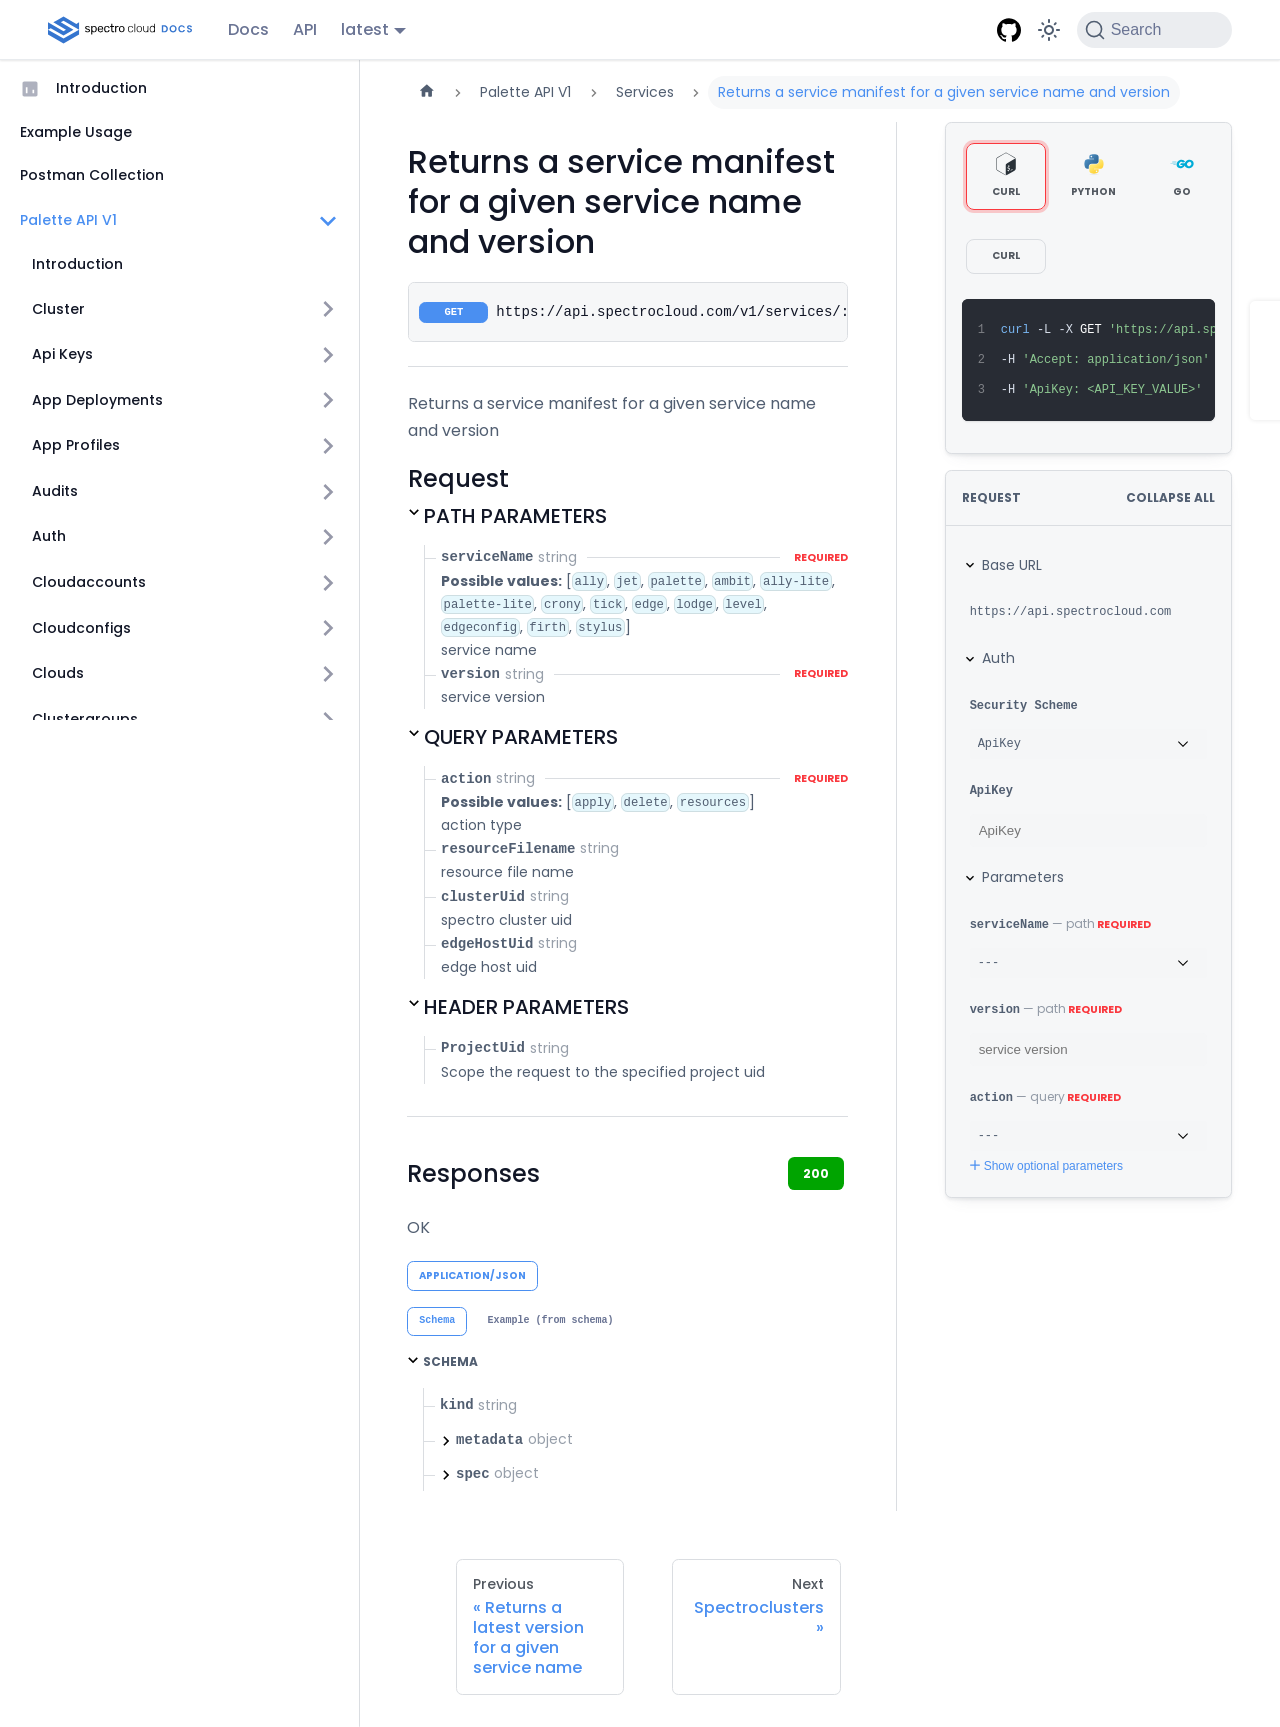 spectro cloud DOCS
Docs
API
latest
Search
Introduction
Example Usage
Postman Collection
Palette API V1
Introduction
Cluster
Api Keys
App Deployments
App Profiles
Audits
Auth
Cloudaccounts
Cloudconfigs
Clouds
Clustergroups
Palette API V1
Services
Returns a service manifest for a given service name and version
Returns a service manifest
for a given service name
and version
GET https://api.spectrocloud.com/v1/services/:
Returns a service manifest for a given service name
and version
Request
PATH PARAMETERS
serviceName string REQUIRED
Possible values: [ally, jet, palette, ambit, ally-lite,
palette-lite, crony, tick, edge, lodge, level,
edgeconfig, firth, stylus]
service name
version string REQUIRED
service version
QUERY PARAMETERS
action string REQUIRED
Possible values: [apply, delete, resources]
action type
resourceFilename string
resource file name
clusterUid string
spectro cluster uid
edgeHostUid string
edge host uid
HEADER PARAMETERS
ProjectUid string
Scope the request to the specified project uid
Responses
200
OK
APPLICATION/JSON
Schema
Example (from schema)
SCHEMA
kind string
metadata object
spec object
CURL
PYTHON
GO
GO
CURL
1 curl -L -X GET 'https://api.sp
2 -H 'Accept: application/json'
3 -H 'ApiKey: <API_KEY_VALUE>'
REQUEST
COLLAPSE ALL
Base URL
https://api.spectrocloud.com
Auth
Security Scheme
ApiKey
ApiKey
ApiKey
Parameters
serviceName — path REQUIRED
---
version — path REQUIRED
service version
action — query REQUIRED
---
Show optional parameters
Previous
« Returns a
latest version
for a given
service name
Next
Spectroclusters
»